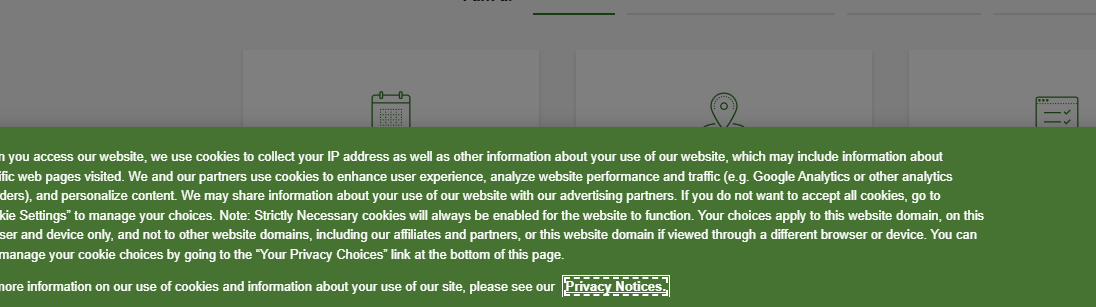 you access our website, we use cookies to collect your IP address as well as other information about your use of our website, which may include information about
web pages visited. We and our partners use cookies to enhance user experience, analyze website performance and traffic (e.g. Google Analytics or other analytics
and personalize content. We may share information about your use of our website with our advertising partners. If you do not want to accept all cookies, go to
Settings” to manage your choices. Note: Strictly Necessary cookies will always be enabled for the website to function. Your choices apply to this website domain, on this
and device only, and not to other website domains, including our affiliates and partners, or this website domain if viewed through a different browser or device. You can
manage your cookie choices by going to the “Your Privacy Choices” link at the bottom of this page.
more information on our use of cookies and information about your use of our site, please see our Privacy Notices.